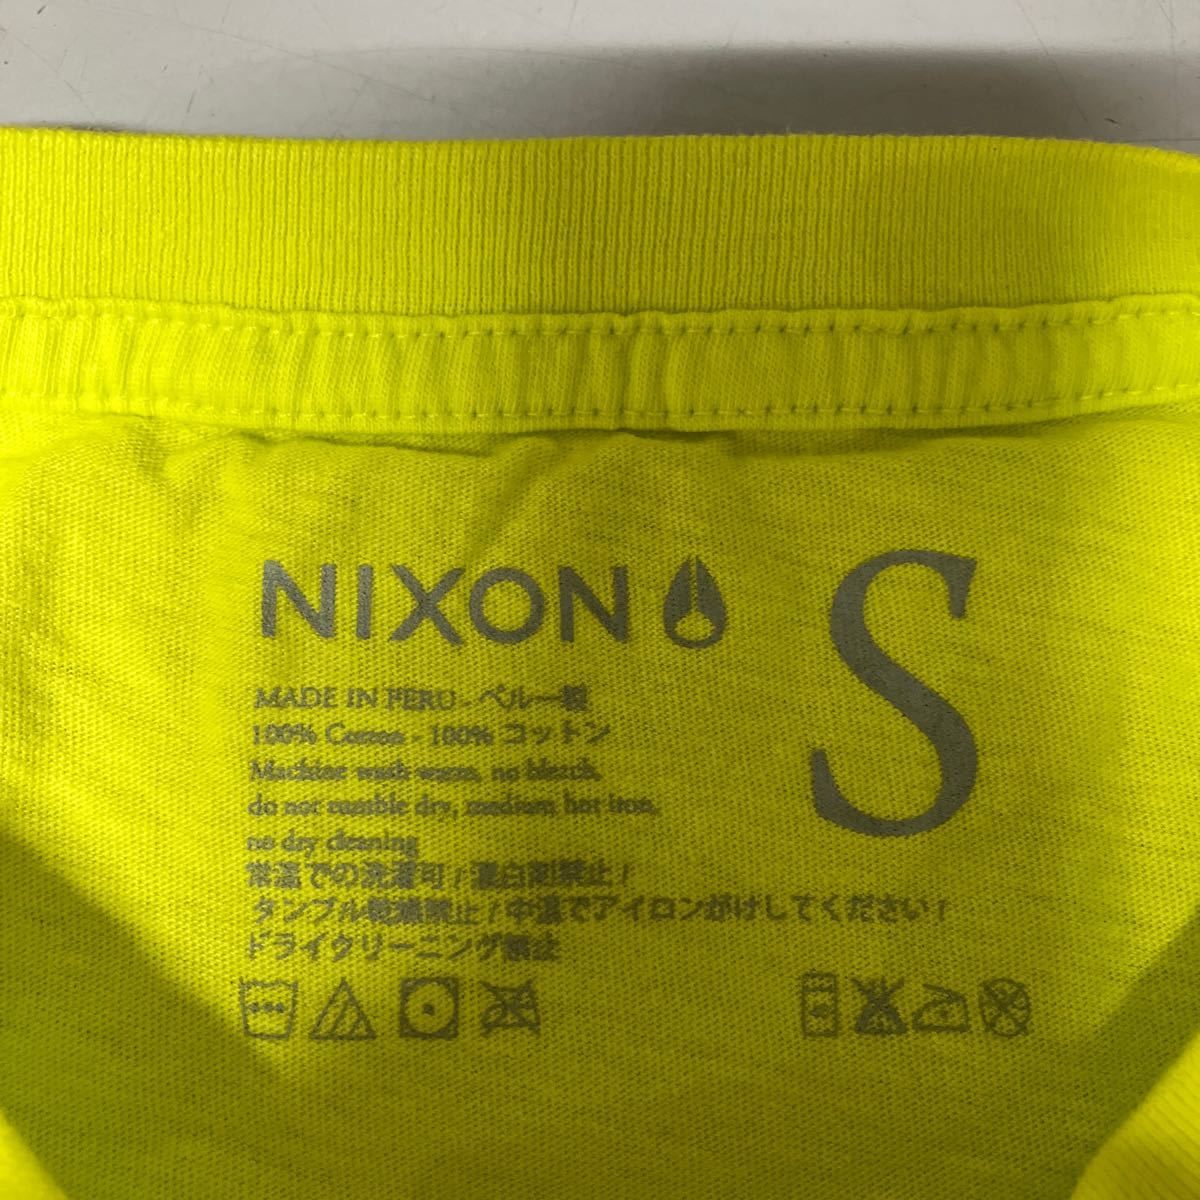 NIXON
S
MADE IN PERU - ペルー製
100% Cotton - 100% コットン
Machine wash warm, no bleach,
do not tumble dry, medium hot iron,
no dry cleaning
常温での洗濯可 / 漂白剤禁止 /
タンブル乾燥禁止 / 中温でアイロンがけしてください /
ドライクリーニング禁止